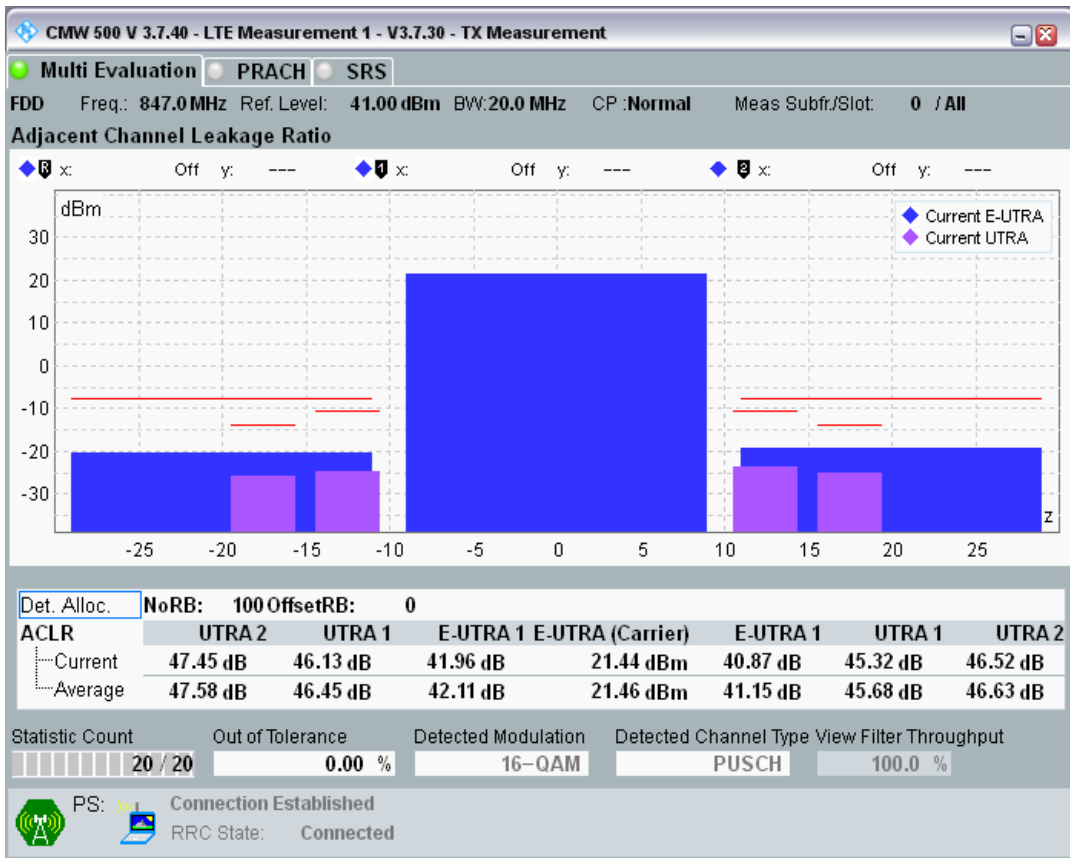 CMW 500 V 3.7.40 - LTE Measurement 1 - V3.7.30 - TX Measurement
Multi Evaluation PRACH SRS
FDD Freq.: 847.0 MHz Ref. Level: 41.00 dBm BW:20.0 MHz CP :Normal Meas Subfr./Slot: 0 / All
Adjacent Channel Leakage Ratio
R x: Off y: --- 1 x: Off y: --- 2 x: Off y: ---
dBm
Current E-UTRA
Current UTRA
30
20
10
0
-10
-20
-30
z
-25 -20 -15 -10 -5 0 5 10 15 20 25
Det. Alloc. NoRB: 100 OffsetRB: 0
ACLR UTRA 2 UTRA 1 E-UTRA 1 E-UTRA (Carrier) E-UTRA 1 UTRA 1 UTRA 2
Current 47.45 dB 46.13 dB 41.96 dB 21.44 dBm 40.87 dB 45.32 dB 46.52 dB
Average 47.58 dB 46.45 dB 42.11 dB 21.46 dBm 41.15 dB 45.68 dB 46.63 dB
Statistic Count Out of Tolerance Detected Modulation Detected Channel Type View Filter Throughput
20 / 20 0.00 % 16-QAM PUSCH 100.0 %
PS: Connection Established
RRC State: Connected